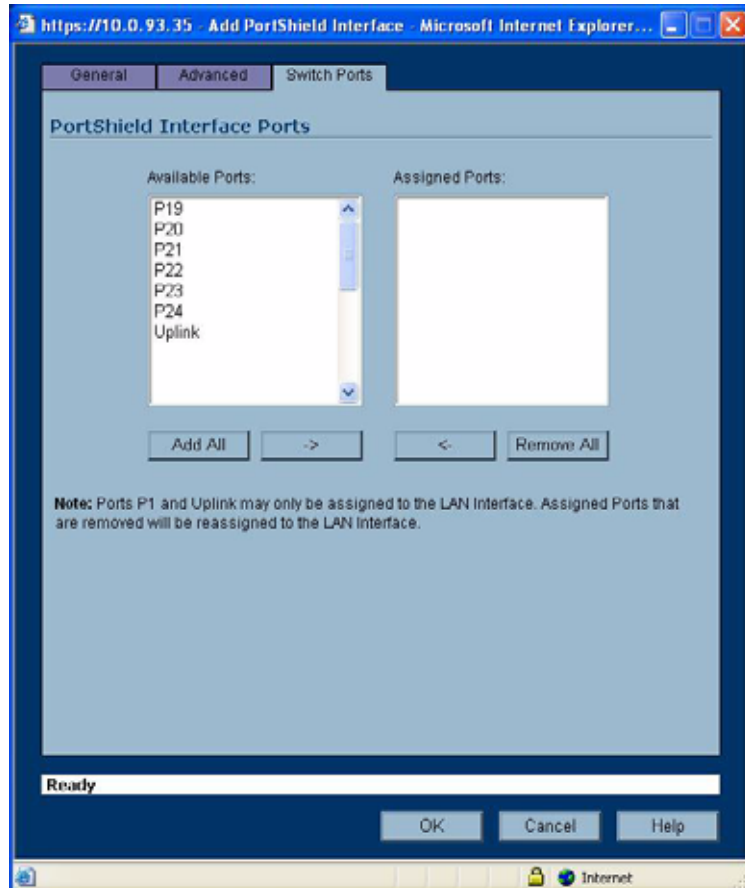 https://10.0.93.35 - Add PortShield Interface - Microsoft Internet Explorer...
General Advanced Switch Ports
PortShield Interface Ports
Available Ports: Assigned Ports:
P19
P20
P21
P22
P23
P24
Uplink
Add All -> <- Remove All
Note: Ports P1 and Uplink may only be assigned to the LAN Interface. Assigned Ports that
are removed will be reassigned to the LAN Interface.
Ready
OK Cancel Help
Internet